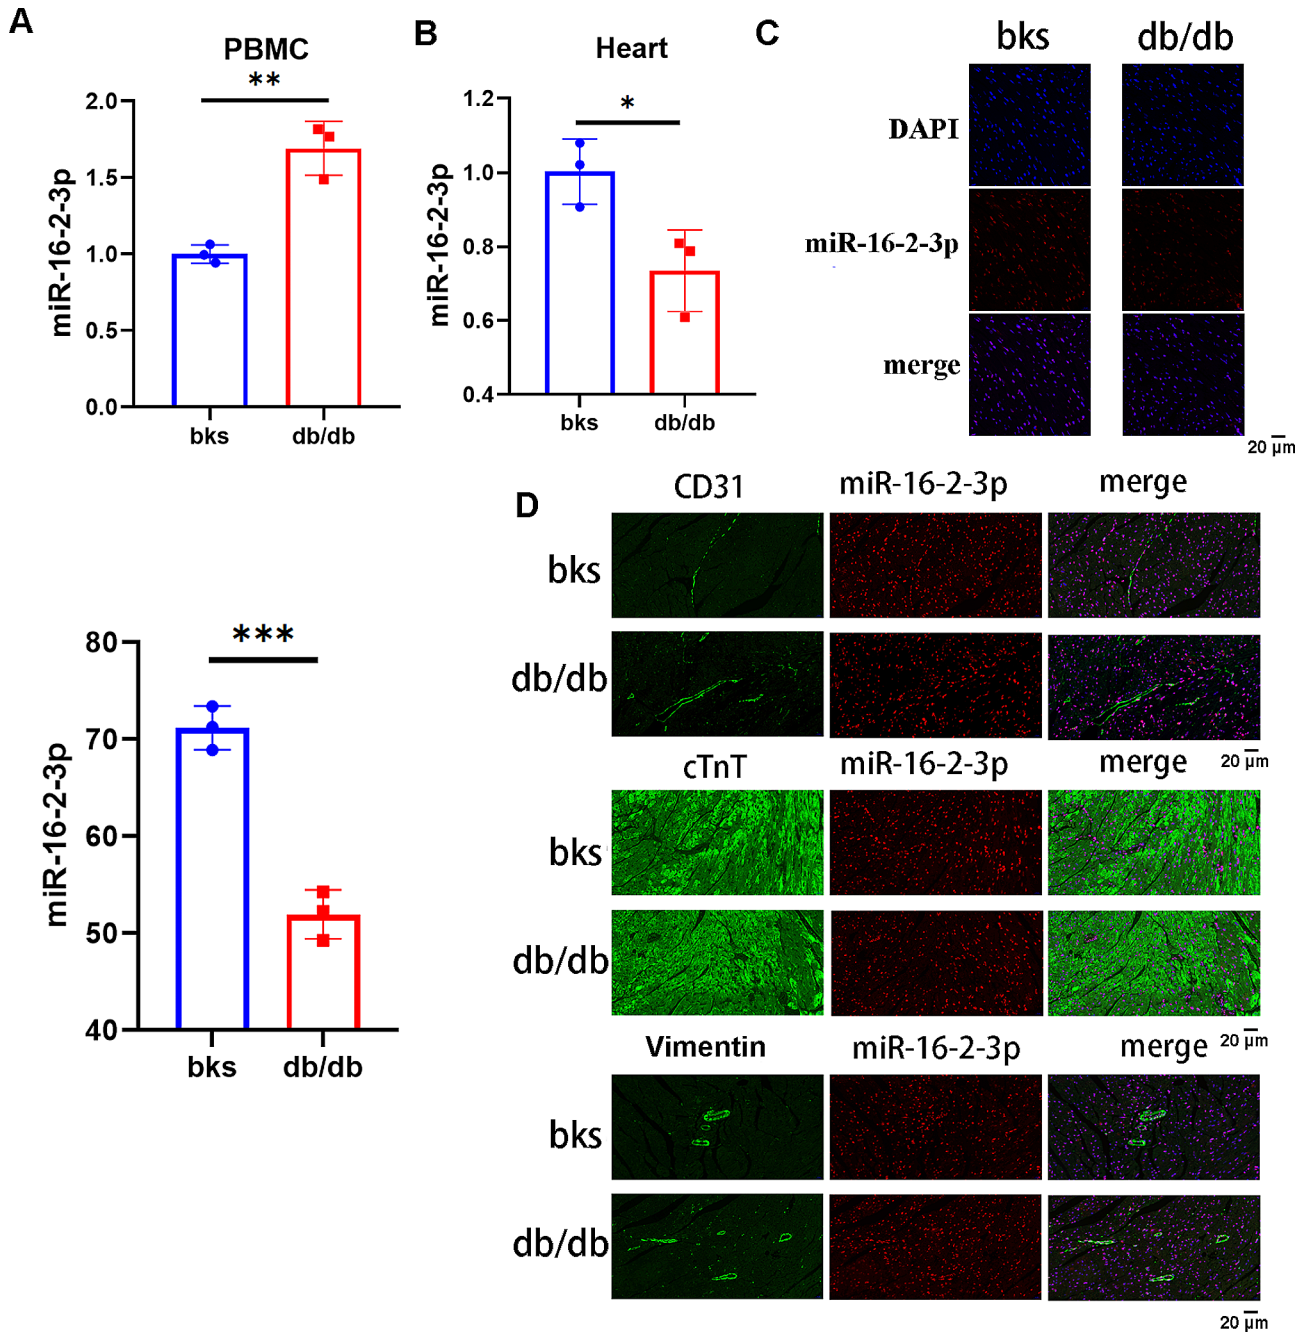 A
PBMC
**
miR-16-2-3p
2.0
1.5
1.0
0.5
0.0
bks
db/db
B
Heart
*
miR-16-2-3p
1.2
1.0
0.8
0.6
0.4
bks
db/db
C
bks
db/db
DAPI
miR-16-2-3p
merge
20 μm
***
miR-16-2-3p
80
70
60
50
40
bks
db/db
D
CD31
miR-16-2-3p
merge
bks
db/db
20 μm
cTnT
miR-16-2-3p
merge
bks
db/db
20 μm
Vimentin
miR-16-2-3p
merge
bks
db/db
20 μm